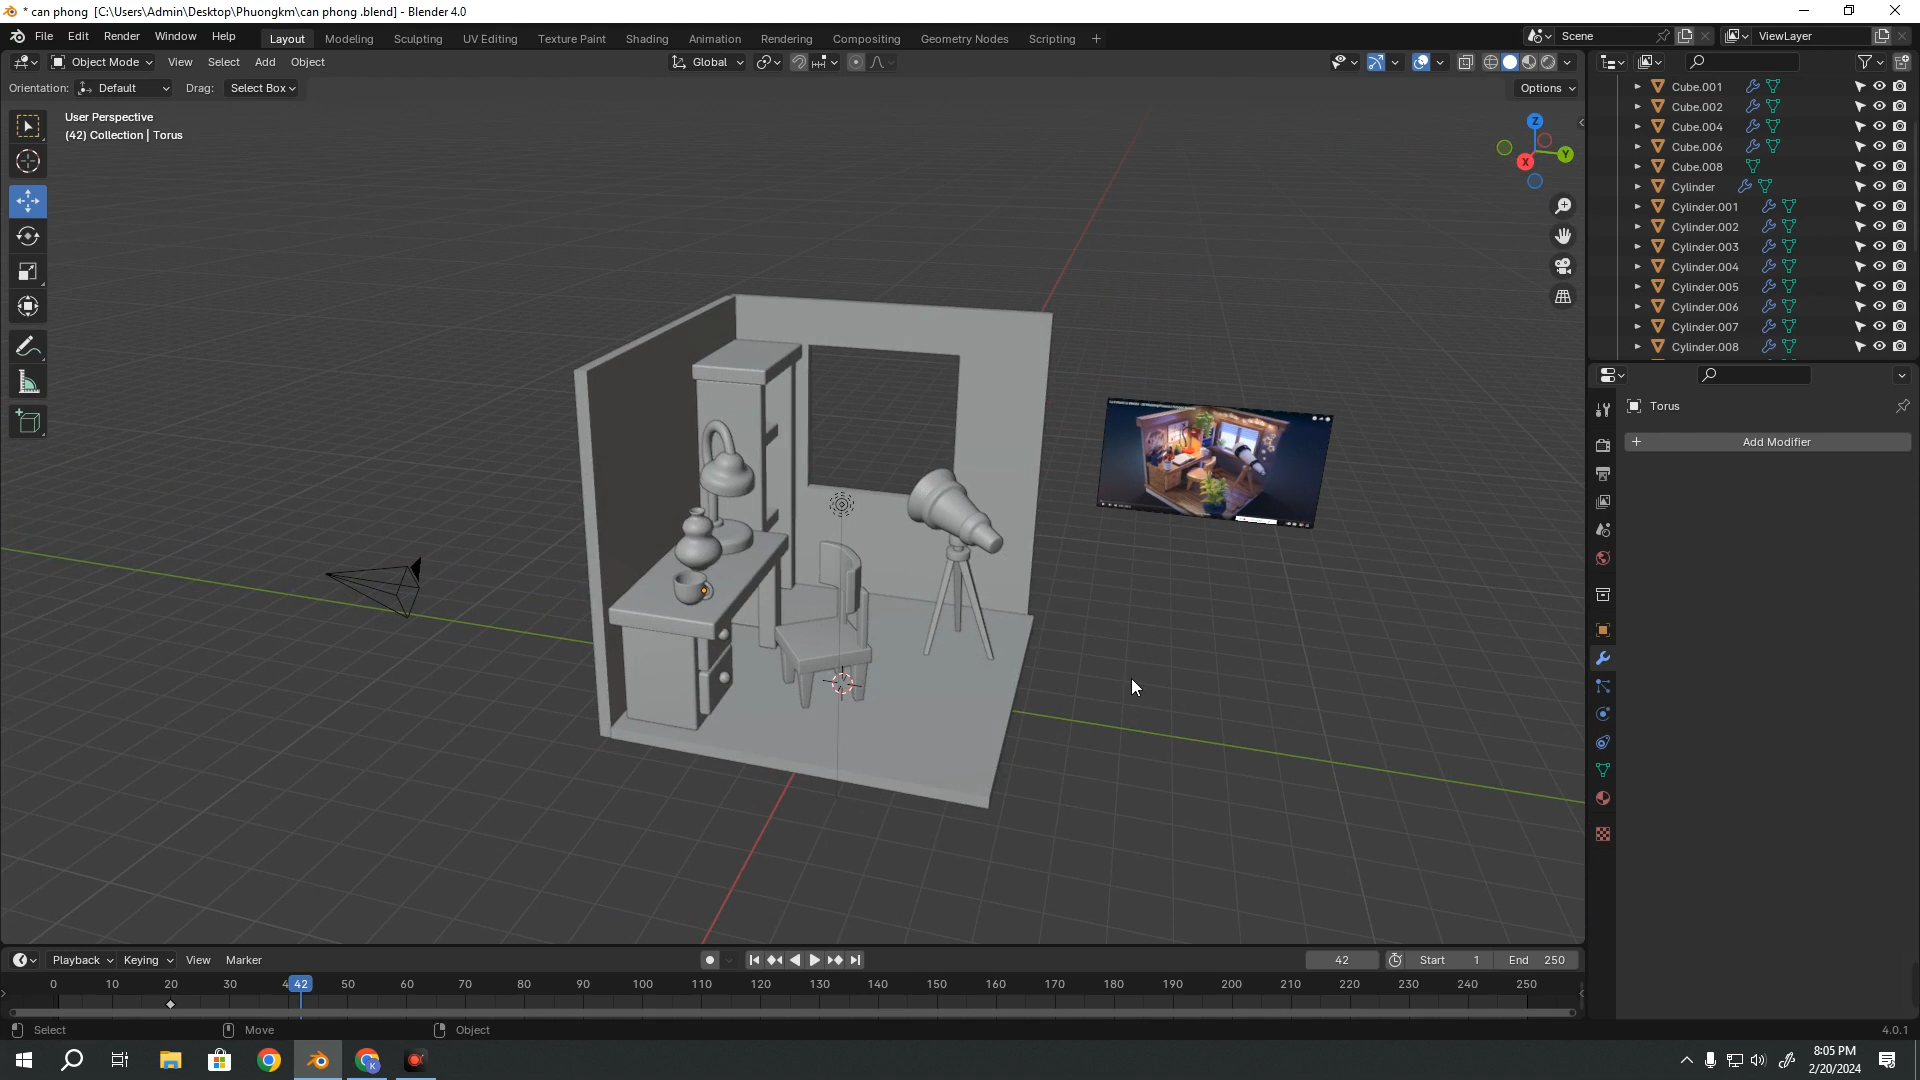 * can phong  [C:\Users\Admin\Desktop\Phuongkm\can phong .blend] - Blender 4.0
File Edit Render Window Help Layout Modeling Sculpting UV Editing Texture Paint Shading Animation Rendering Compositing Geometry Nodes Scripting + Scene ViewLayer
Object Mode View Select Add Object Global
Orientation: Default Drag: Select Box Options
User Perspective
(42) Collection | Torus
Z
Y
X
Cube.001
Cube.002
Cube.004
Cube.006
Cube.008
Cylinder
Cylinder.001
Cylinder.002
Cylinder.003
Cylinder.004
Cylinder.005
Cylinder.006
Cylinder.007
Cylinder.008
Torus
+ Add Modifier
Playback Keying View Marker 42 Start 1 End 250
0 10 20 30 4 42 50 60 70 80 90 100 110 120 130 140 150 160 170 180 190 200 210 220 230 240 250
Select Move Object 4.0.1
K
8:05 PM
2/20/2024